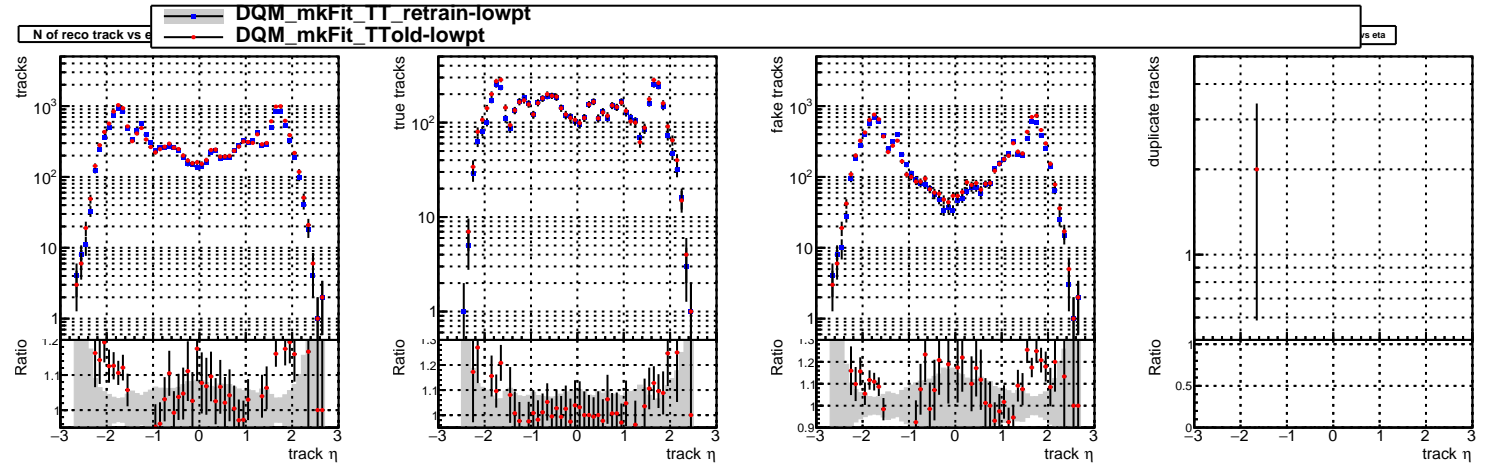 DQM_mkFit_TT_retrain-lowpt
DQM_mkFit_TTold-lowpt
N of reco track vs e
vs eta
tracks
10³
10²
10
1
Ratio
1.2
1.1
1
−3 −2 −1 0 1 2 3
track η
true tracks
10²
10
1
Ratio
1.3
1.2
1.1
1
−3 −2 −1 0 1 2 3
track η
fake tracks
10³
10²
10
1
Ratio
1.3
1.2
1.1
1
0.9
−3 −2 −1 0 1 2 3
track η
duplicate tracks
1
Ratio
1
0.5
0
−3 −2 −1 0 1 2 3
track η